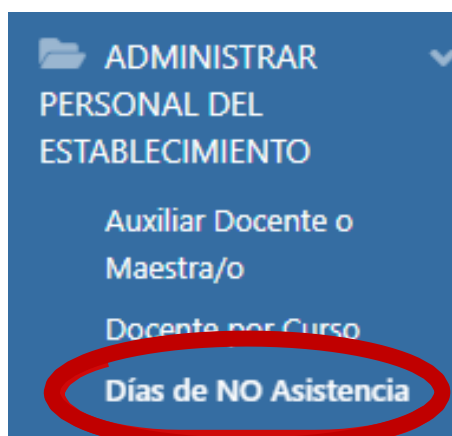 ADMINISTRAR
PERSONAL DEL
ESTABLECIMIENTO
Auxiliar Docente o
Maestra/o
Docente por Curso
Días de NO Asistencia